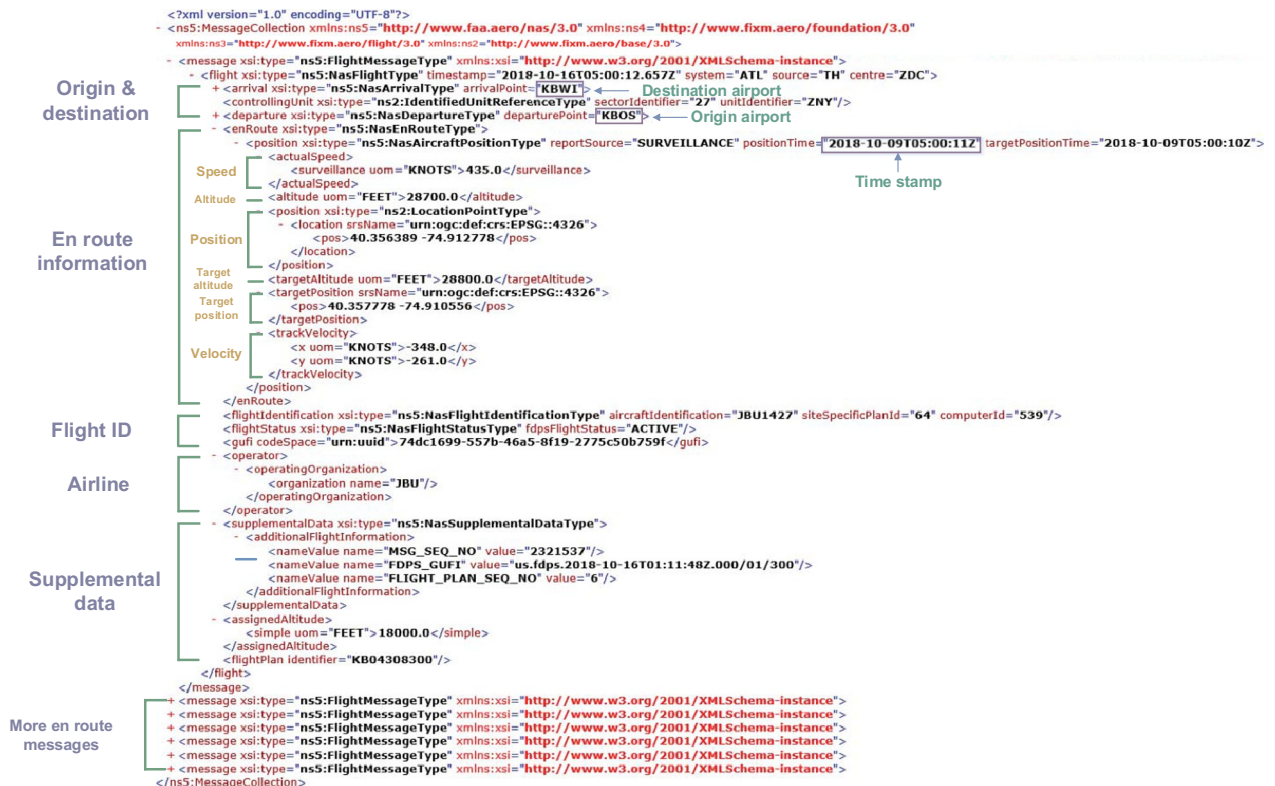 <?xml version="1.0" encoding="UTF-8"?>
- <ns5:MessageCollection xmlns:ns5="http://www.faa.aero/nas/3.0" xmlns:ns4="http://www.fixm.aero/foundation/3.0"
xmlns:ns3="http://www.fixm.aero/flight/3.0" xmlns:ns2="http://www.fixm.aero/base/3.0">
- <message xsi:type="ns5:FlightMessageType" xmlns:xsi="http://www.w3.org/2001/XMLSchema-instance">
- <flight xsi:type="ns5:NasFlightType" timestamp="2018-10-16T05:00:12.657Z" system="ATL" source="TH" centre="ZDC">
Origin & destination
+ <arrival xsi:type="ns5:NasArrivalType" arrivalPoint="KBWI"> Destination airport
<controllingUnit xsi:type="ns2:IdentifiedUnitReferenceType" sectorIdentifier="27" unitIdentifier="ZNY"/>
+ <departure xsi:type="ns5:NasDepartureType" departurePoint="KBOS"> Origin airport
En route information
- <enRoute xsi:type="ns5:NasEnRouteType">
- <position xsi:type="ns5:NasAircraftPositionType" reportSource="SURVEILLANCE" positionTime="2018-10-09T05:00:11Z" targetPositionTime="2018-10-09T05:00:10Z">
Time stamp
Speed
- <actualSpeed>
<surveillance uom="KNOTS">435.0</surveillance>
</actualSpeed>
Altitude
<altitude uom="FEET">28700.0</altitude>
Position
- <position xsi:type="ns2:LocationPointType">
- <location srsName="urn:ogc:def:crs:EPSG::4326">
<pos>40.356389 -74.912778</pos>
</location>
</position>
Target altitude
<targetAltitude uom="FEET">28800.0</targetAltitude>
Target position
- <targetPosition srsName="urn:ogc:def:crs:EPSG::4326">
<pos>40.357778 -74.910556</pos>
</targetPosition>
Velocity
- <trackVelocity>
<x uom="KNOTS">-348.0</x>
<y uom="KNOTS">-261.0</y>
</trackVelocity>
</position>
</enRoute>
Flight ID
<flightIdentification xsi:type="ns5:NasFlightIdentificationType" aircraftIdentification="JBU1427" siteSpecificPlanId="64" computerId="539"/>
<flightStatus xsi:type="ns5:NasFlightStatusType" fdpsFlightStatus="ACTIVE"/>
<gufi codeSpace="urn:uuid">74dc1699-557b-46a5-8f19-2775c50b759f</gufi>
Airline
- <operator>
- <operatingOrganization>
<organization name="JBU"/>
</operatingOrganization>
</operator>
Supplemental data
- <supplementalData xsi:type="ns5:NasSupplementalDataType">
- <additionalFlightInformation>
<nameValue name="MSG_SEQ_NO" value="2321537"/>
<nameValue name="FDPS_GUFI" value="us.fdps.2018-10-16T01:11:48Z.000/01/300"/>
<nameValue name="FLIGHT_PLAN_SEQ_NO" value="6"/>
</additionalFlightInformation>
</supplementalData>
- <assignedAltitude>
<simple uom="FEET">18000.0</simple>
</assignedAltitude>
<flightPlan identifier="KB04308300"/>
</flight>
</message>
More en route messages
+ <message xsi:type="ns5:FlightMessageType" xmlns:xsi="http://www.w3.org/2001/XMLSchema-instance">
+ <message xsi:type="ns5:FlightMessageType" xmlns:xsi="http://www.w3.org/2001/XMLSchema-instance">
+ <message xsi:type="ns5:FlightMessageType" xmlns:xsi="http://www.w3.org/2001/XMLSchema-instance">
+ <message xsi:type="ns5:FlightMessageType" xmlns:xsi="http://www.w3.org/2001/XMLSchema-instance">
+ <message xsi:type="ns5:FlightMessageType" xmlns:xsi="http://www.w3.org/2001/XMLSchema-instance">
+ <message xsi:type="ns5:FlightMessageType" xmlns:xsi="http://www.w3.org/2001/XMLSchema-instance">
</ns5:MessageCollection>